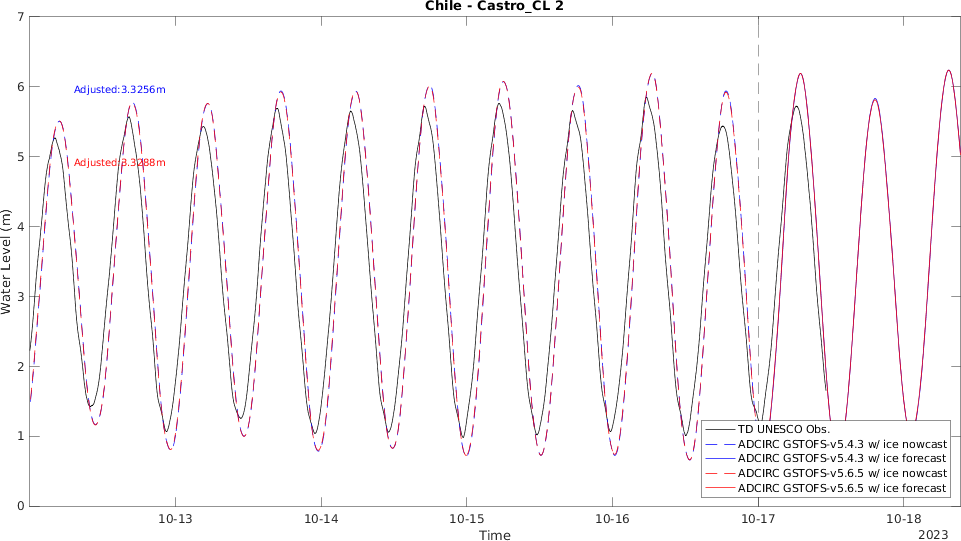 Chile - Castro_CL 2
7
6
5
4
3
2
1
0
Water Level (m)
Adjusted:3.3256m
Adjusted:3.3288m
TD UNESCO Obs.
ADCIRC GSTOFS-v5.4.3 w/ ice nowcast
ADCIRC GSTOFS-v5.4.3 w/ ice forecast
ADCIRC GSTOFS-v5.6.5 w/ ice nowcast
ADCIRC GSTOFS-v5.6.5 w/ ice forecast
10-13 10-14 10-15 10-16 10-17 10-18
Time
2023